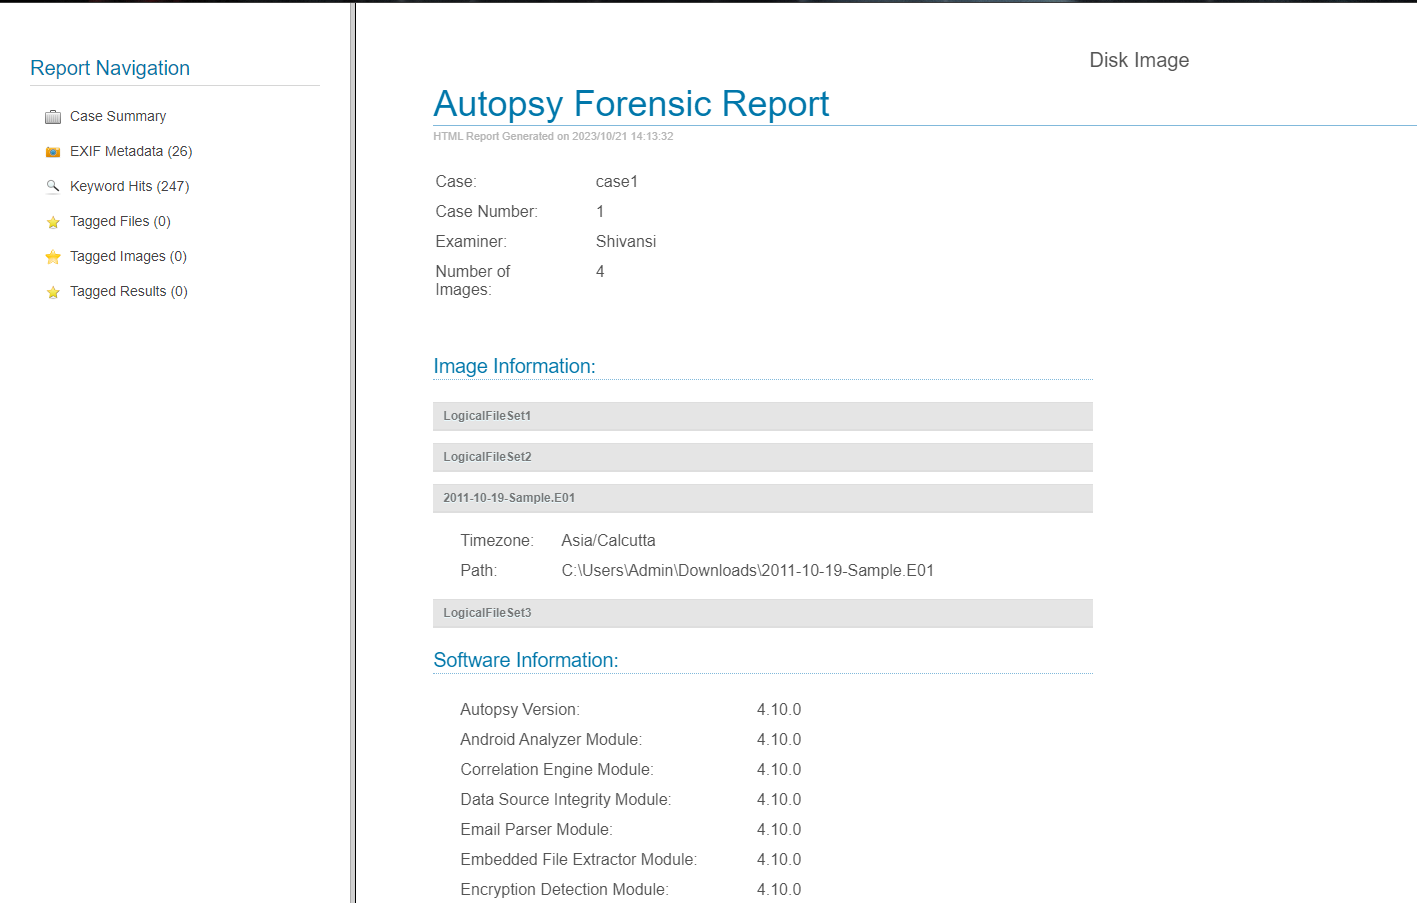 Report Navigation
Case Summary
EXIF Metadata (26)
Keyword Hits (247)
Tagged Files (0)
Tagged Images (0)
Tagged Results (0)
Disk Image
Autopsy Forensic Report
HTML Report Generated on 2023/10/21 14:13:32
Case: case1
Case Number: 1
Examiner: Shivansi
Number of Images: 4
Image Information:
LogicalFileSet1
LogicalFileSet2
2011-10-19-Sample.E01
Timezone: Asia/Calcutta
Path: C:\Users\Admin\Downloads\2011-10-19-Sample.E01
LogicalFileSet3
Software Information:
Autopsy Version: 4.10.0
Android Analyzer Module: 4.10.0
Correlation Engine Module: 4.10.0
Data Source Integrity Module: 4.10.0
Email Parser Module: 4.10.0
Embedded File Extractor Module: 4.10.0
Encryption Detection Module: 4.10.0